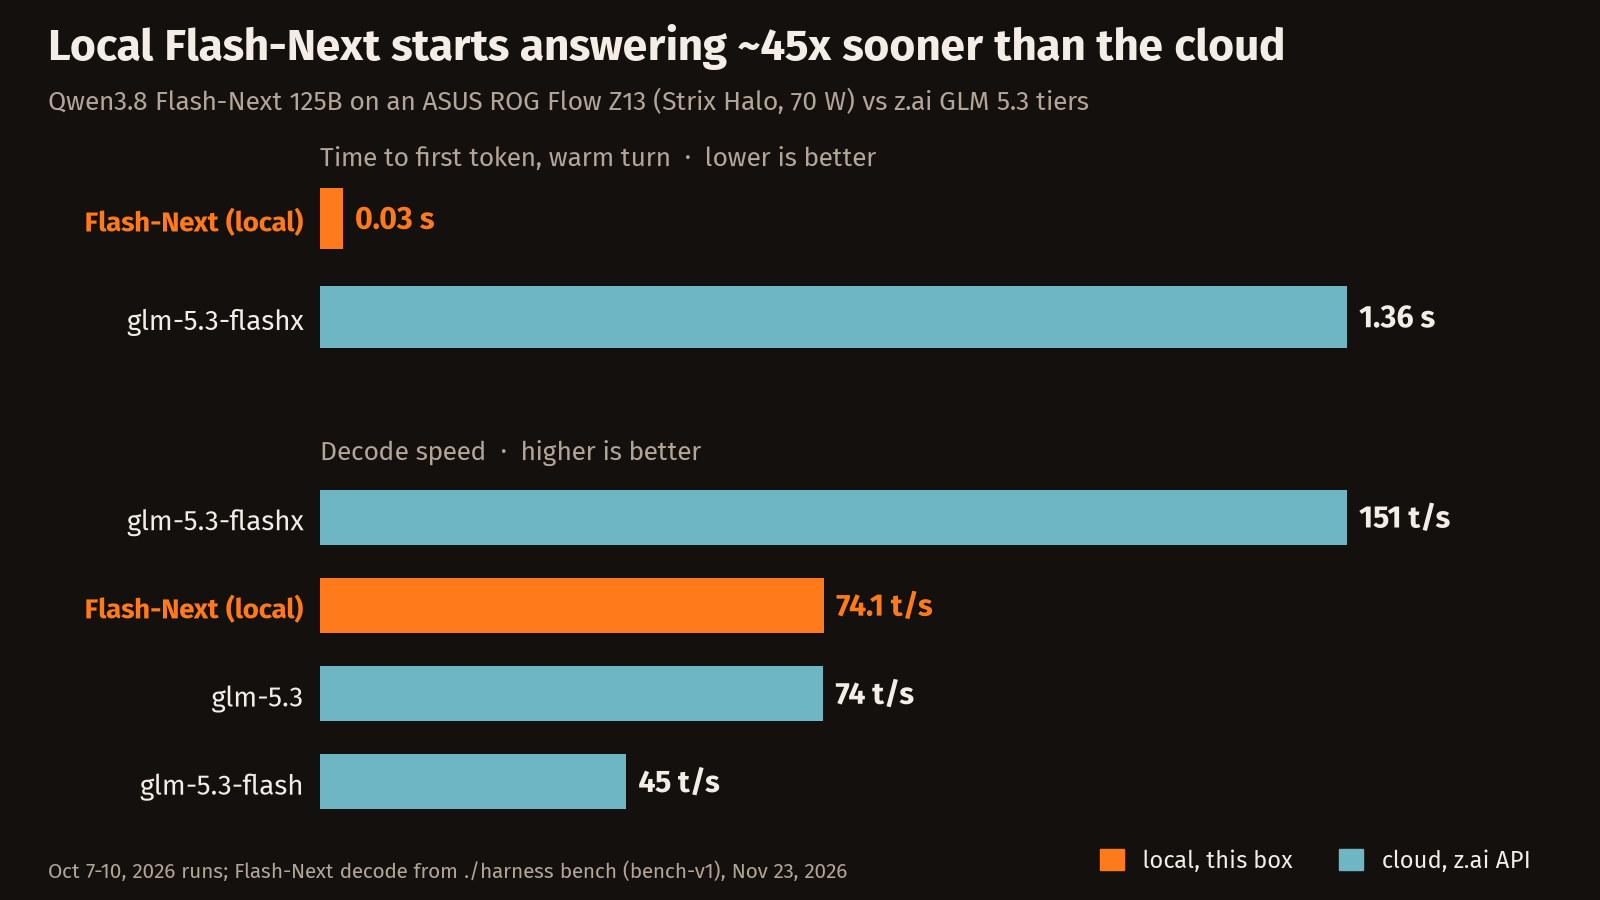 Local Flash-Next starts answering ~45x sooner than the cloud
Qwen3.8 Flash-Next 125B on an ASUS ROG Flow Z13 (Strix Halo, 70 W) vs z.ai GLM 5.3 tiers
Time to first token, warm turn · lower is better
Flash-Next (local) 0.03 s
glm-5.3-flashx 1.36 s
Decode speed · higher is better
glm-5.3-flashx 151 t/s
Flash-Next (local) 74.1 t/s
glm-5.3 74 t/s
glm-5.3-flash 45 t/s
local, this box cloud, z.ai API
Oct 7-10, 2026 runs; Flash-Next decode from ./harness bench (bench-v1), Nov 23, 2026